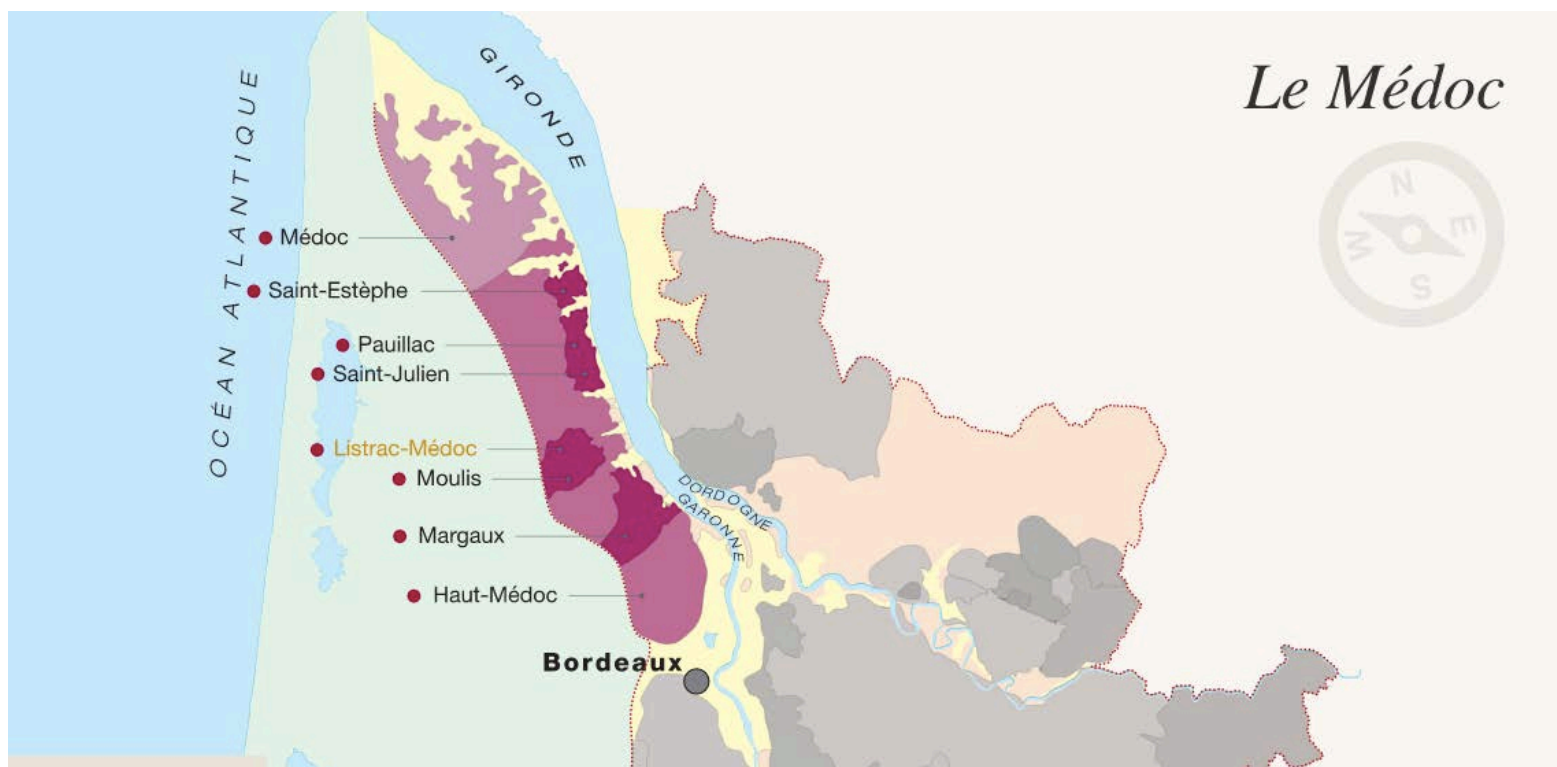 Le Médoc
GIRONDE
OCÉAN ATLANTIQUE
N
E
S
W
Médoc
Saint-Estèphe
Pauillac
Saint-Julien
Listrac-Médoc
Moulis
Margaux
Haut-Médoc
DORDOGNE
GARONNE
Bordeaux